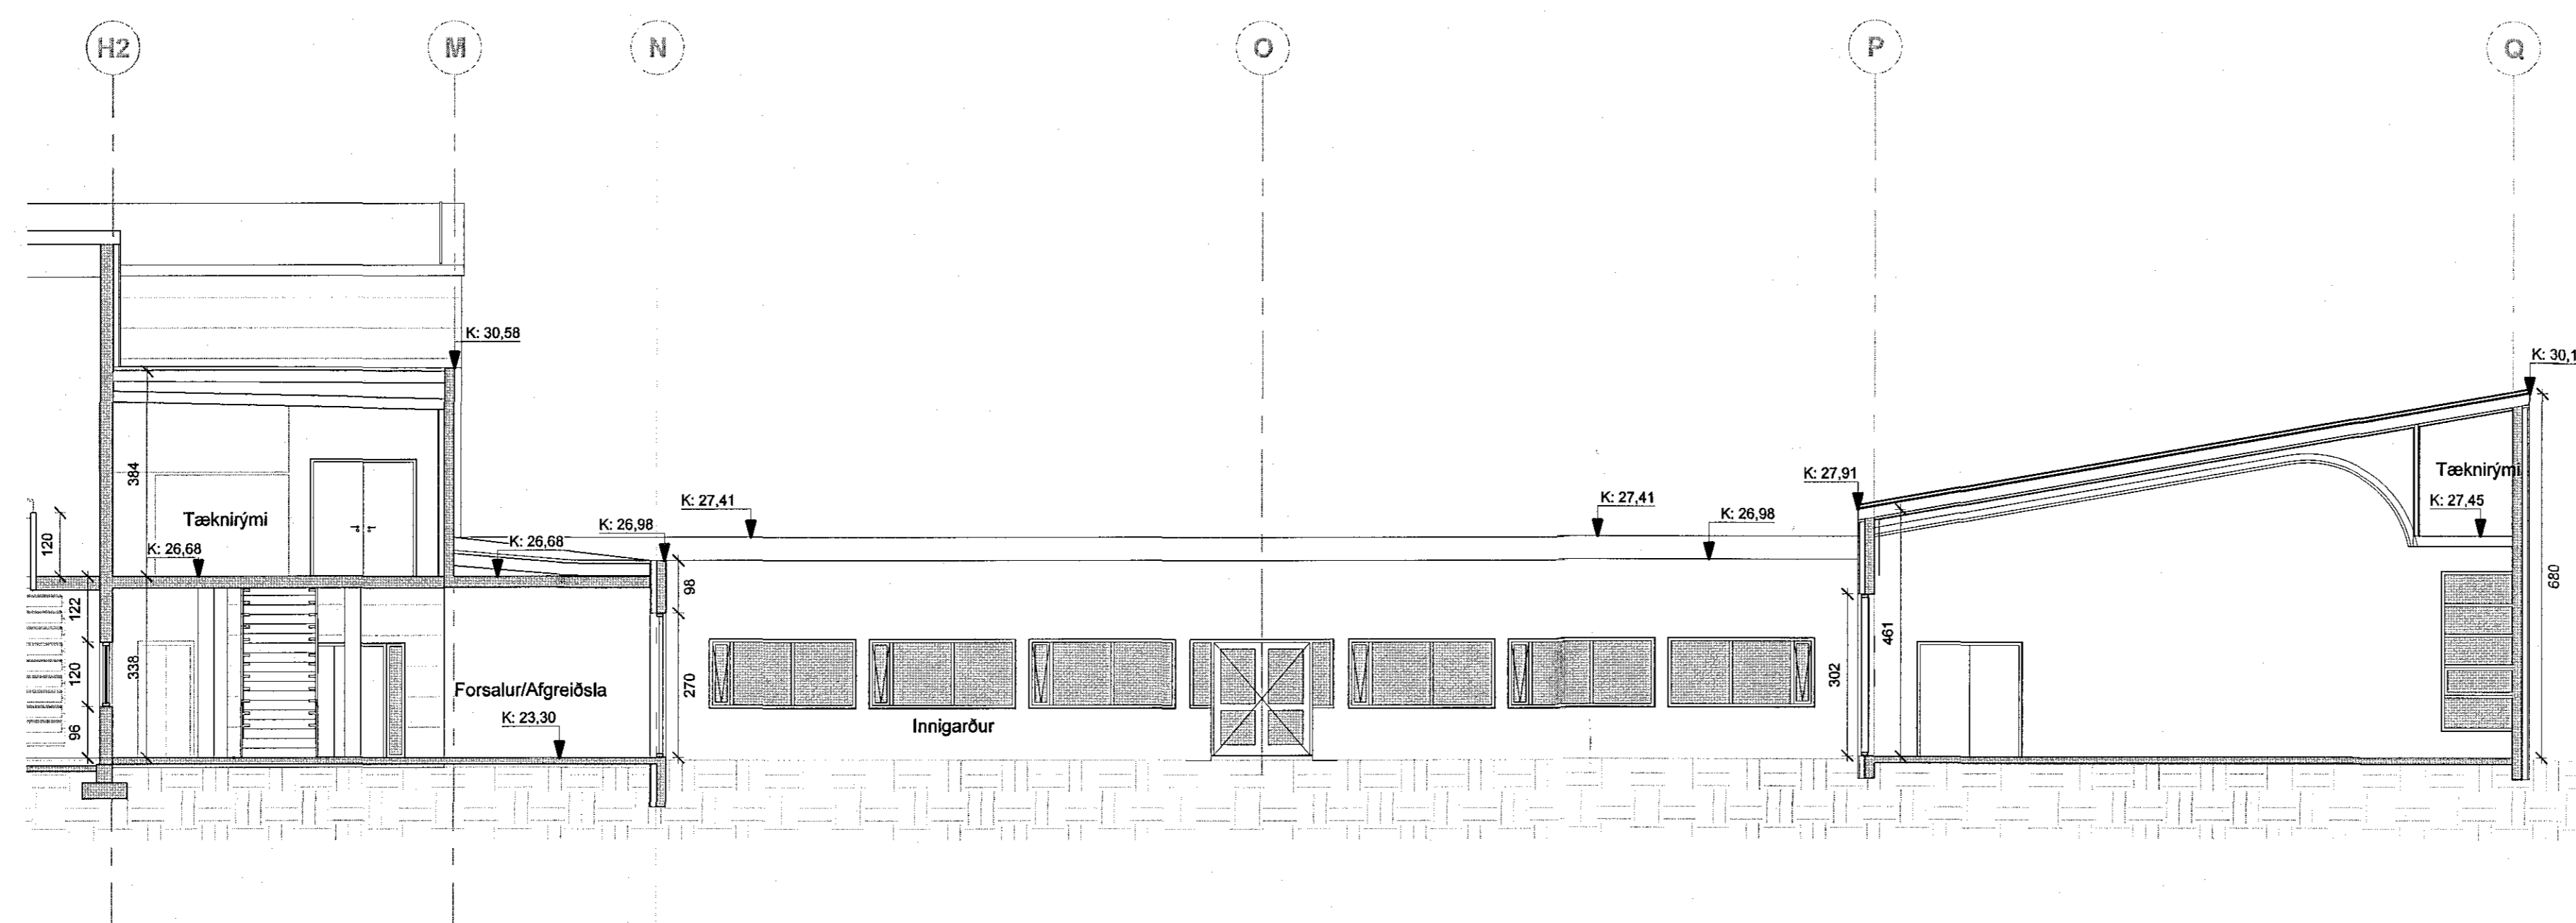 H2 M N O P Q
K: 30,58
K: 30,1
384
K: 27,91
Tæknirými
K: 27,41
K: 27,41
K: 27,45
Tæknirými
K: 26,98
K: 26,98
120
K: 26,68
K: 26,68
680
98
122
461
338
120
302
270
Forsalur/Afgreiðsla
K: 23,30
Innigarður
96